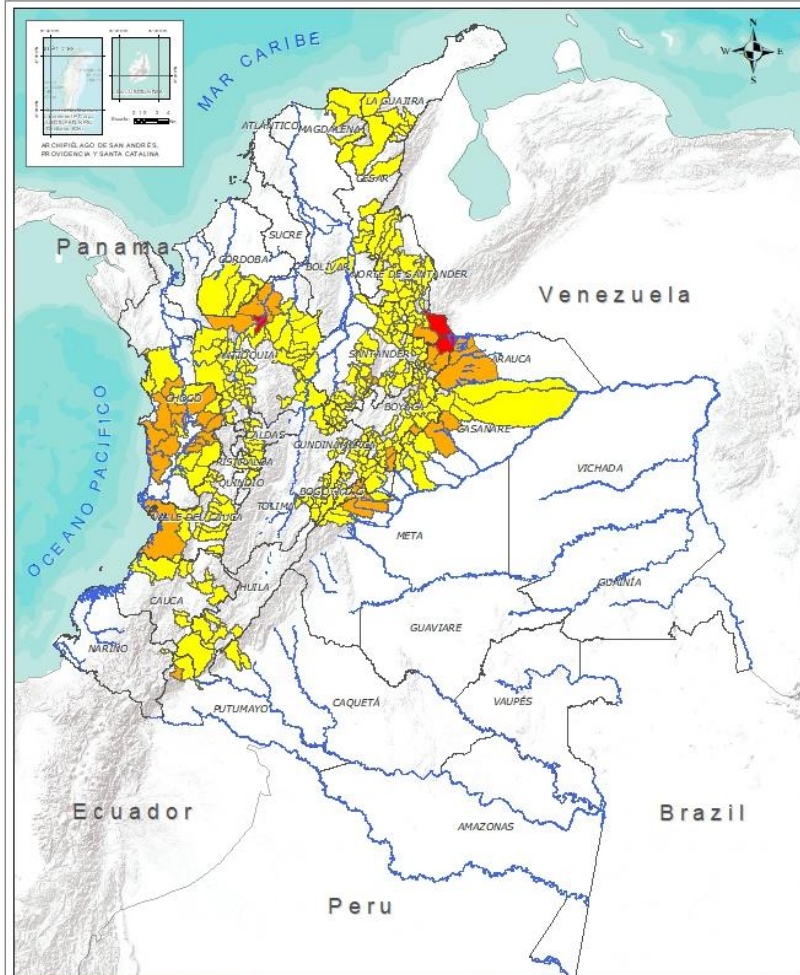 N
W
E
S
MAR CARIBE
ARCHIPIÉLAGO DE SAN ANDRÉS,
PROVIDENCIA Y SANTA CATALINA
LA GUAJIRA
ATLÁNTICO
MAGDALENA
CESAR
SUCRE
Panama
CÓRDOBA
BOLÍVAR
NORTE DE SANTANDER
Venezuela
ANTIOQUIA
SANTANDER
ARAUCA
CHOCÓ
BOYACÁ
CASANARE
CALDAS
CUNDINAMARCA
RISARALDA
VICHADA
QUINDÍO
BOGOTÁ
TOLIMA
VALLE DEL CAUCA
META
OCEANO PACIFICO
GUAINÍA
HUILA
CAUCA
GUAVIARE
NARIÑO
CAQUETÁ
VAUPÉS
PUTUMAYO
Ecuador
Brazil
AMAZONAS
Peru